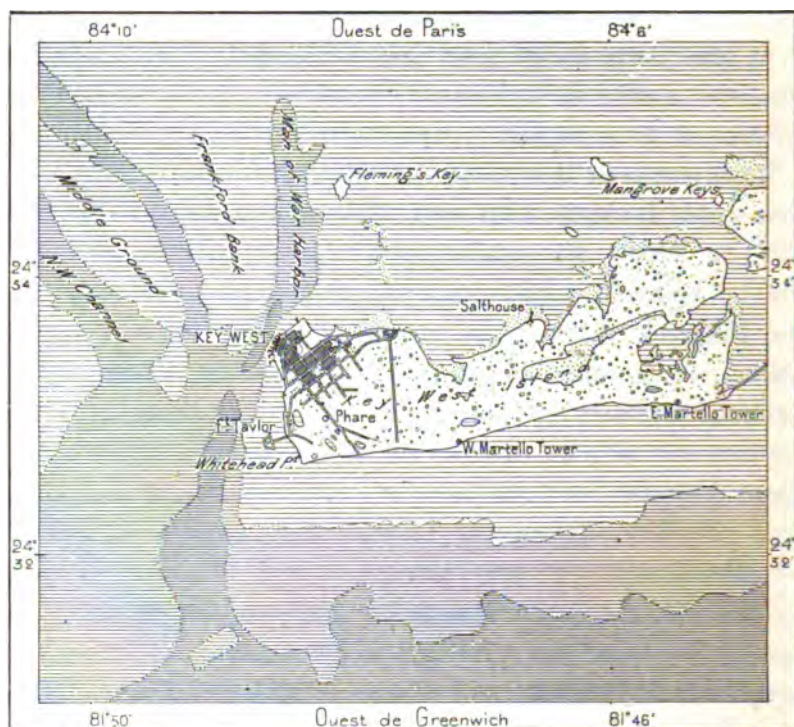 84°10' Ouest de Paris 84°6'
Man of War Harbor
Frankford Bank
Fleming's Key
Middle Ground
Mangrove Keys
N.W. Channel
24° 34' 24° 34'
Salthouse
KEY WEST
Key West Island
Phare
Ft. Taylor
E. Martello Tower
W. Martello Tower
Whitehead Pt
24° 32' 24° 32'
81°50' Ouest de Greenwich 81°46'